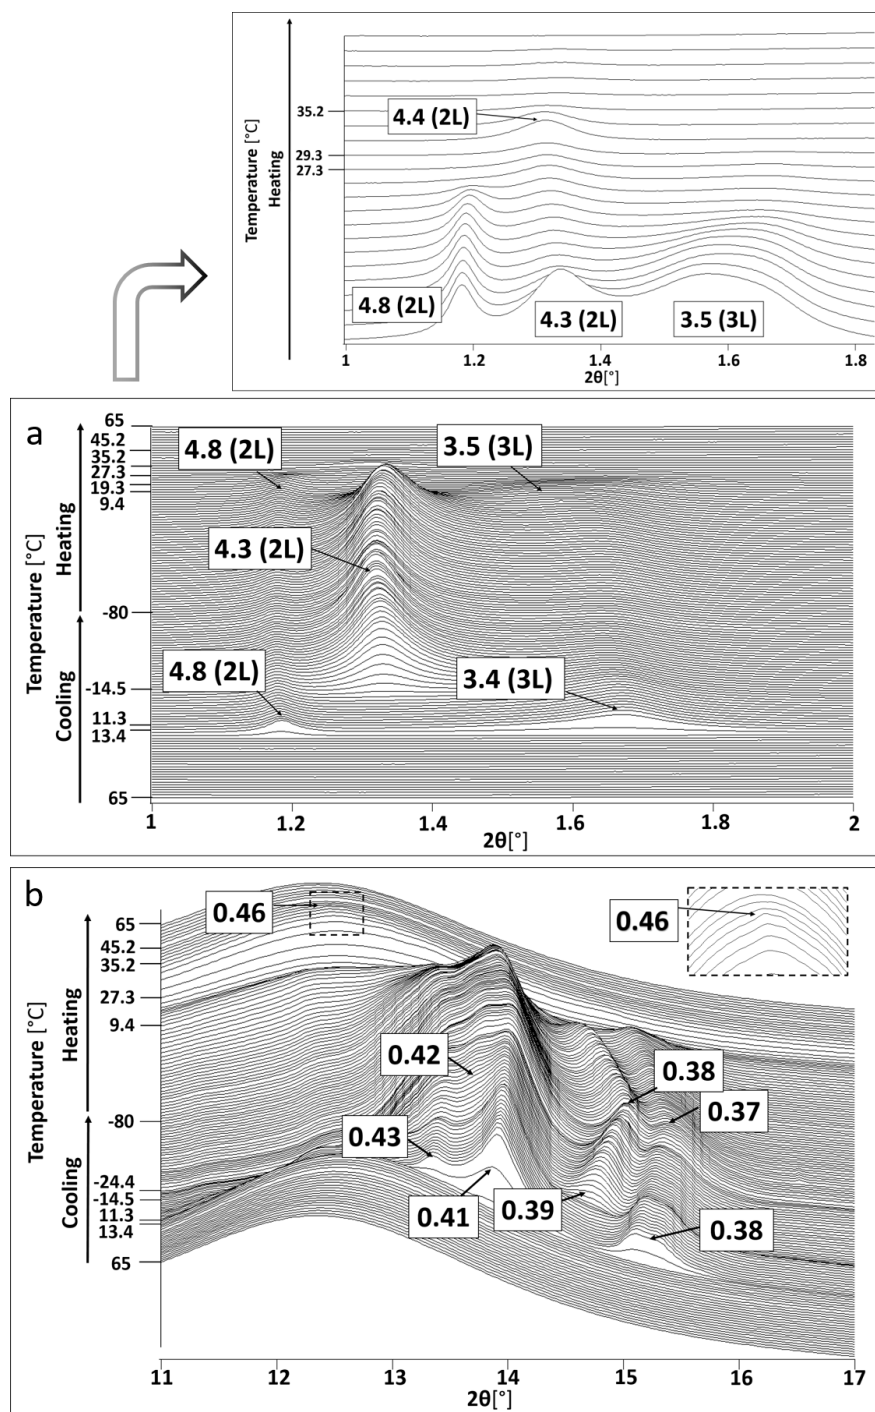 Temperature [°C]
Heating
35.2
29.3
27.3
4.4 (2L)
4.8 (2L)
4.3 (2L)
3.5 (3L)
1 1.2 1.4 1.6 1.8
2θ[°]
a
Temperature [°C]
Cooling Heating
65
45.2
35.2
27.3
19.3
9.4
-80
-14.5
11.3
13.4
65
4.8 (2L)
3.5 (3L)
4.3 (2L)
4.8 (2L)
3.4 (3L)
1 1.2 1.4 1.6 1.8 2
2θ[°]
b
Temperature [°C]
Cooling Heating
65
45.2
35.2
27.3
9.4
-80
-24.4
-14.5
11.3
13.4
65
0.46
0.46
0.42
0.38
0.37
0.43
0.41
0.39
0.38
11 12 13 14 15 16 17
2θ[°]